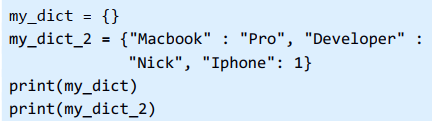 my_dict = {}
my_dict_2 = {"Macbook" : "Pro", "Developer" :
"Nick", "Iphone": 1}
print(my_dict)
print(my_dict_2)